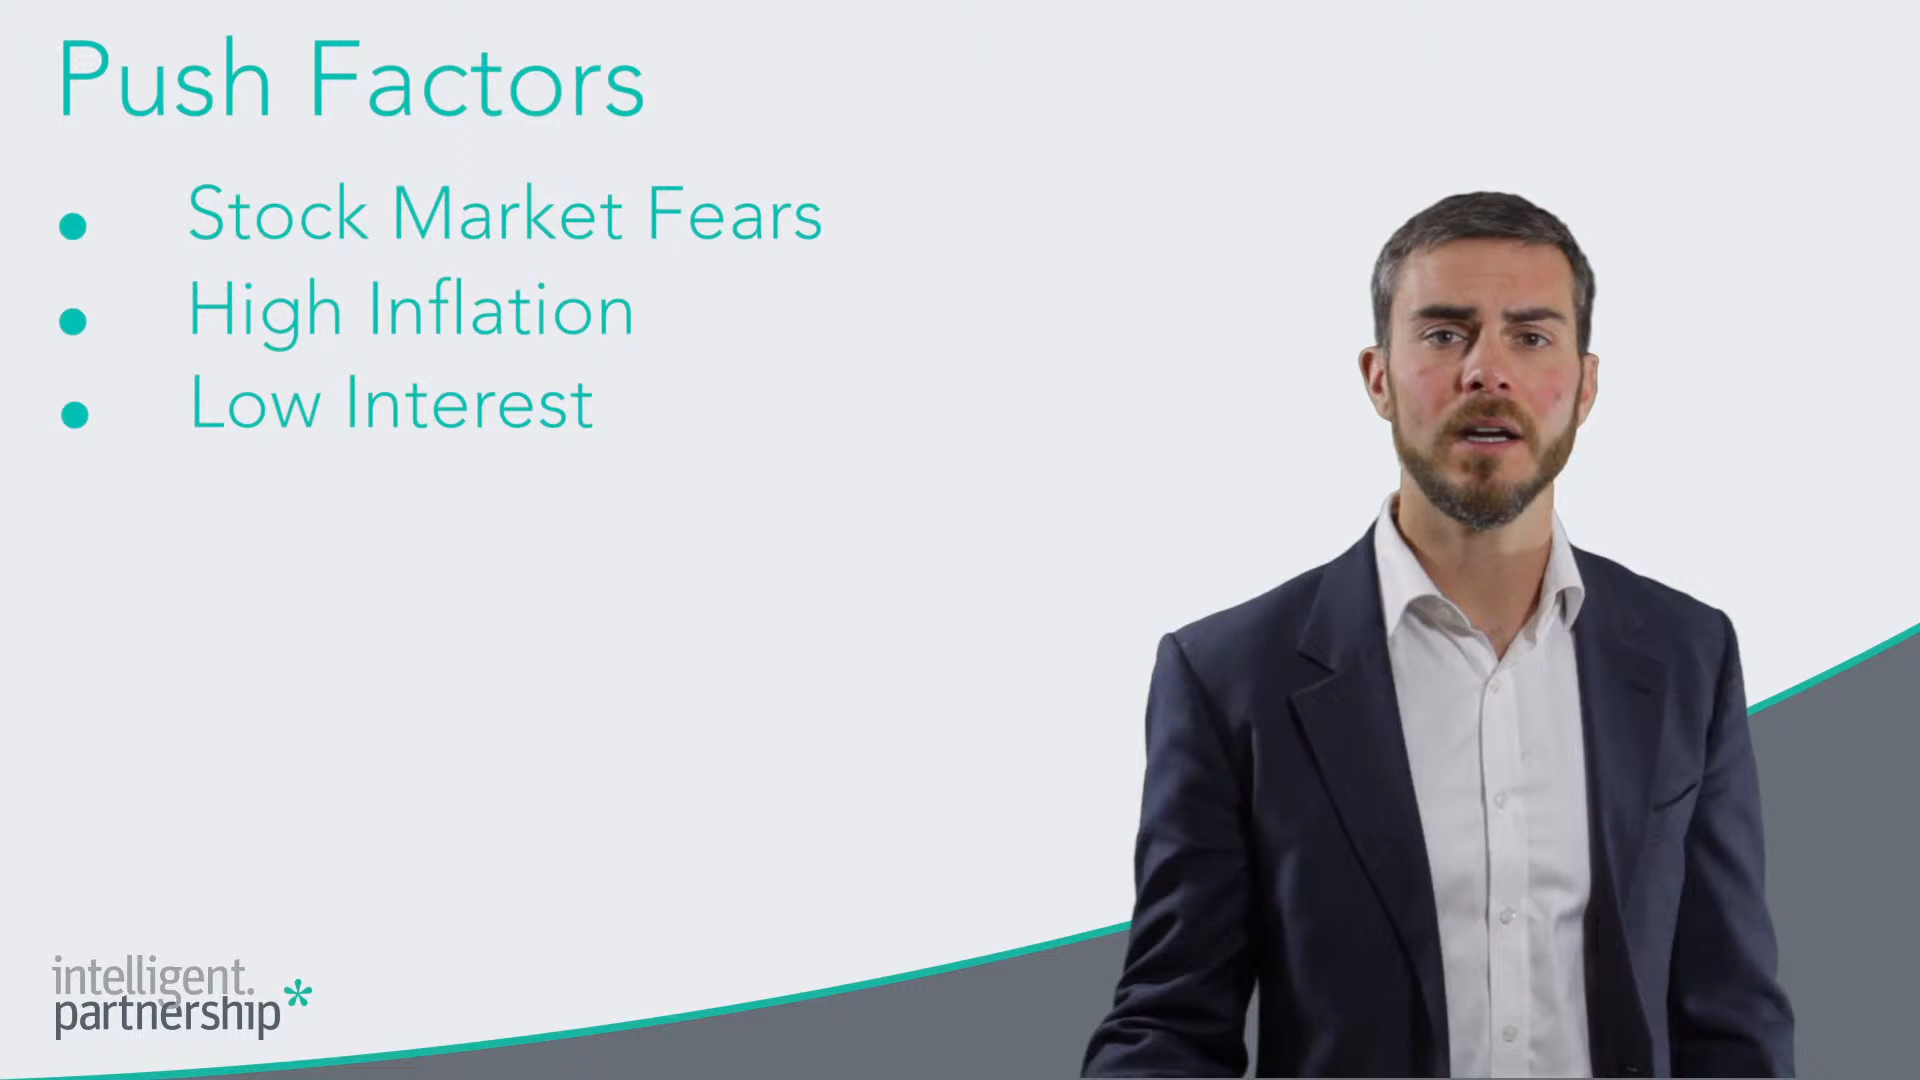 Push Factors
Stock Market Fears
High Inflation
Low Interest
intelligent.
partnership*